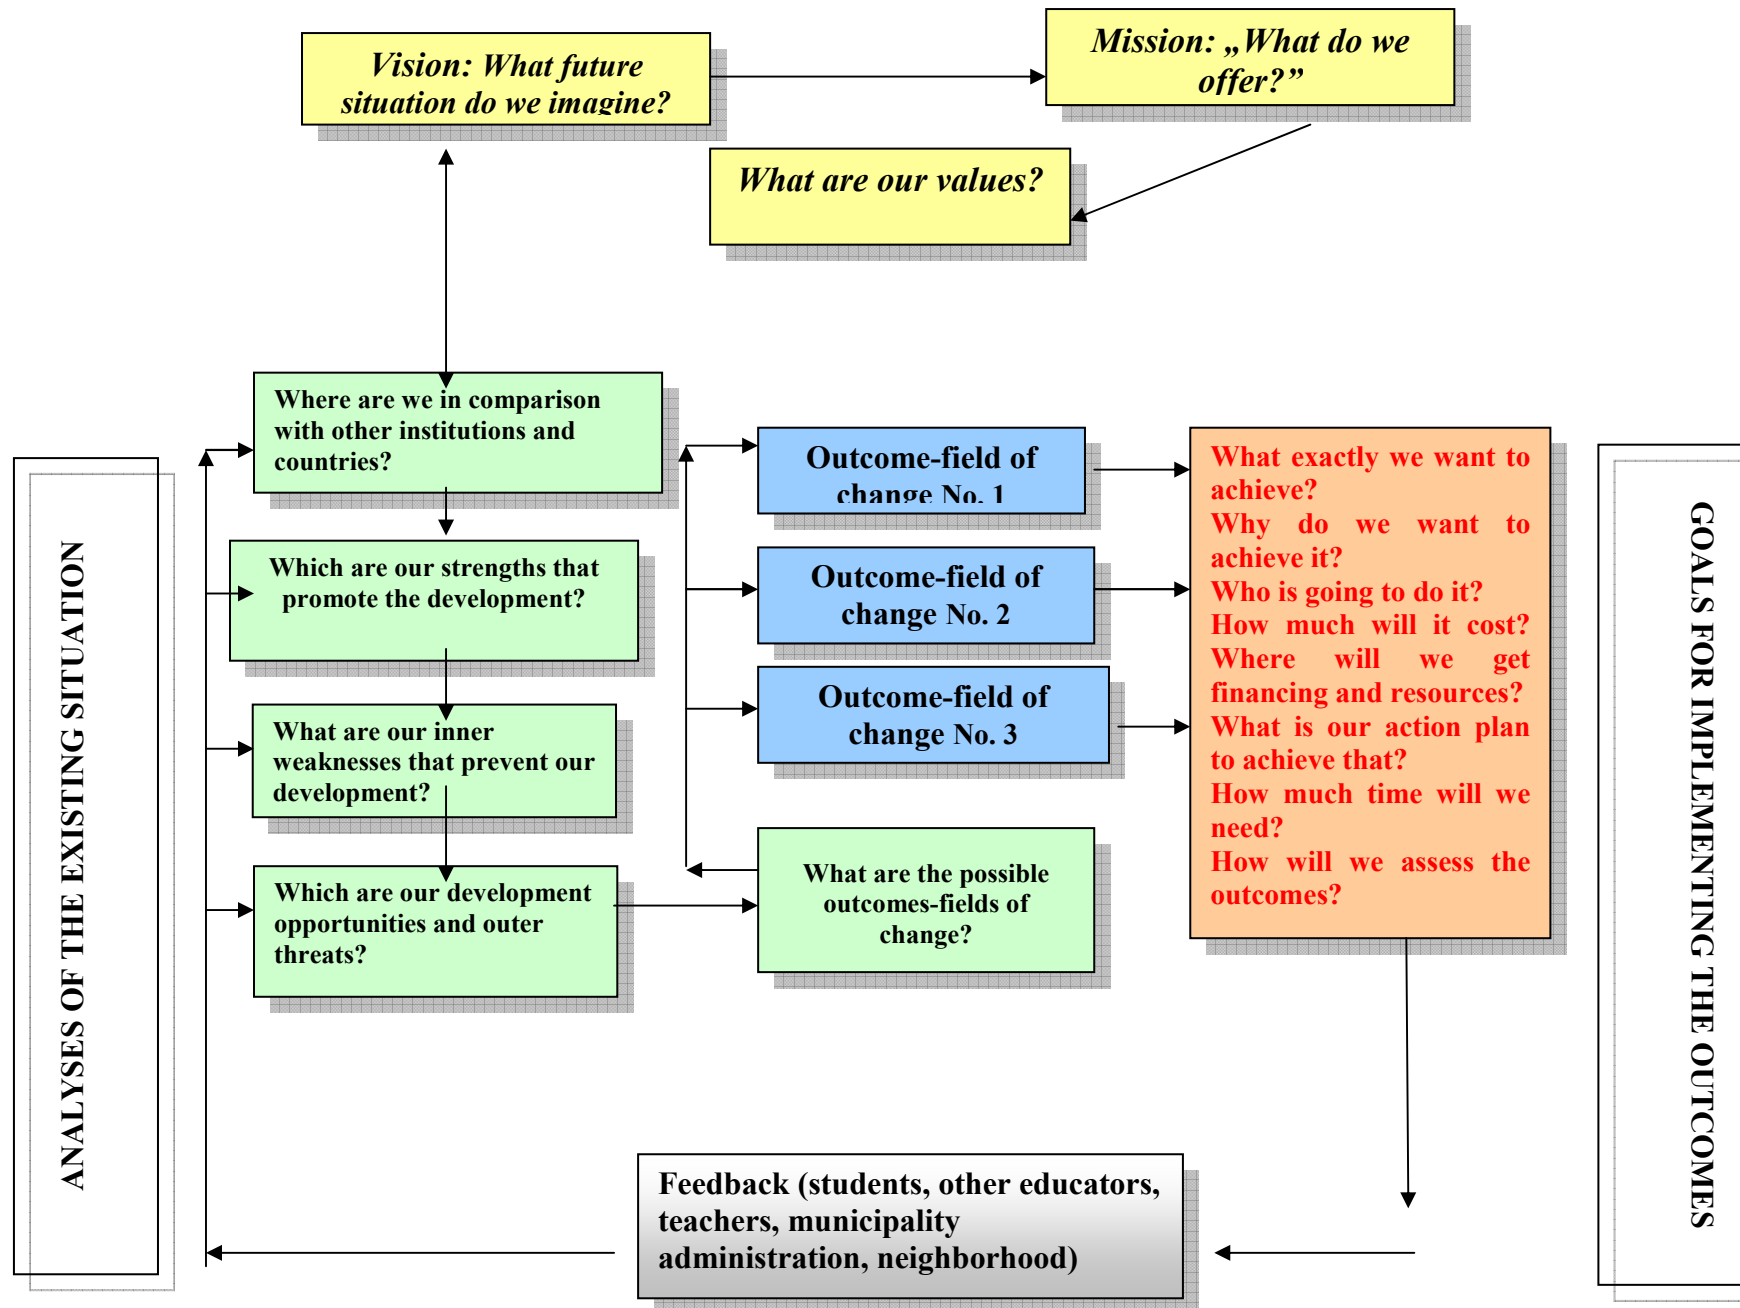 Vision: What future
situation do we imagine?
Mission: „What do we
offer?”
What are our values?
ANALYSES OF THE EXISTING SITUATION
Where are we in comparison
with other institutions and
countries?
Which are our strengths that
promote the development?
What are our inner
weaknesses that prevent our
development?
Which are our development
opportunities and outer
threats?
Outcome-field of
change No. 1
Outcome-field of
change No. 2
Outcome-field of
change No. 3
What are the possible
outcomes-fields of
change?
What exactly we want to
achieve?
Why do we want to
achieve it?
Who is going to do it?
How much will it cost?
Where will we get
financing and resources?
What is our action plan
to achieve that?
How much time will we
need?
How will we assess the
outcomes?
GOALS FOR IMPLEMENTING THE OUTCOMES
Feedback (students, other educators,
teachers, municipality
administration, neighborhood)